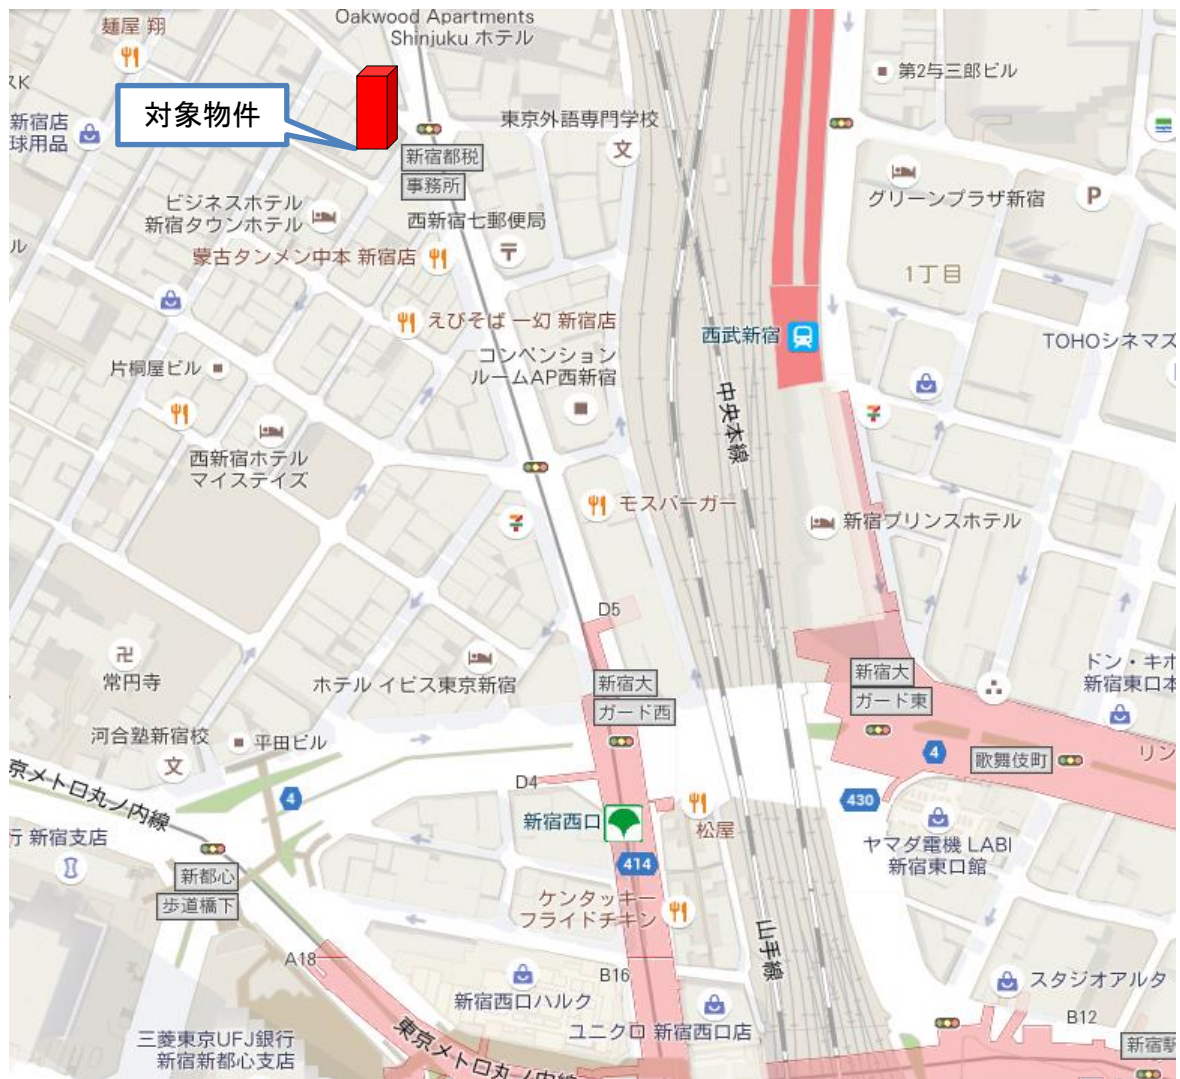 Oakwood Apartments
Shinjuku ホテル
麺屋 翔
スK
対象物件
第2与三郎ビル
新宿店
球用品
東京外語専門学校
文
新宿都税
事務所
グリーンプラザ新宿
P
ビジネスホテル
新宿タウンホテル
西新宿七郵便局
〒
ル
蒙古タンメン中本 新宿店
1丁目
えびそば 一幻 新宿店
西武新宿
TOHOシネマズ
コンベンション
ルームAP西新宿
片桐屋ビル
中央本線
7
西新宿ホテル
マイステイズ
モスバーガー
7
新宿プリンスホテル
D5
卍
常円寺
ホテル イビス東京新宿
新宿大
ガード西
新宿大
ガード東
ドン・キホ
新宿東口本
河合塾新宿校
文
平田ビル
4
歌舞伎町
リン
京メトロ丸ノ内線
4
D4
430
新宿西口
松屋
ヤマダ電機 LABI
新宿東口館
行 新宿支店
414
新都心
歩道橋下
ケンタッキー
フライドチキン
山手線
A18
B16
新宿西口ハルク
スタジオアルタ
ユニクロ 新宿西口店
B12
三菱東京UFJ銀行
新宿新都心支店
東京メトロ丸ノ内線
新宿駅